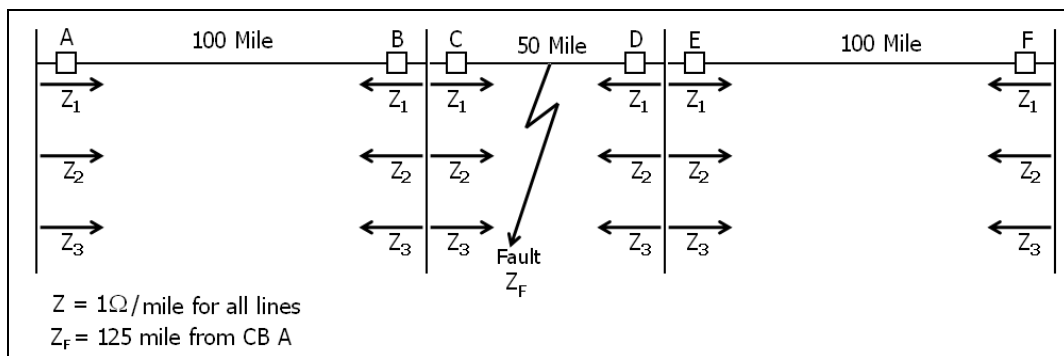 A 100 Mile B C 50 Mile D E 100 Mile F
Z1 Z1 Z1 Z1 Z1 Z1
Z2 Z2 Z2 Z2 Z2 Z2
Z3 Z3 Z3 Z3 Z3 Z3
Fault
ZF
Z = 1Ω/mile for all lines
ZF = 125 mile from CB A